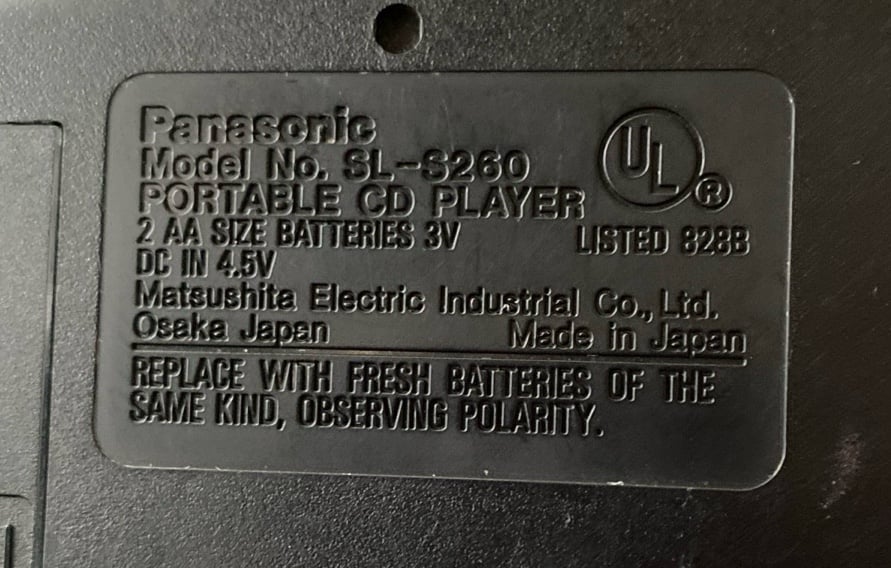 Panasonic
Model No. SL-S260
PORTABLE CD PLAYER
2 AA SIZE BATTERIES 3V
DC IN 4.5V
UL ®
LISTED 828B
Matsushita Electric Industrial Co., Ltd.
Osaka Japan Made in Japan
REPLACE WITH FRESH BATTERIES OF THE
SAME KIND, OBSERVING POLARITY.